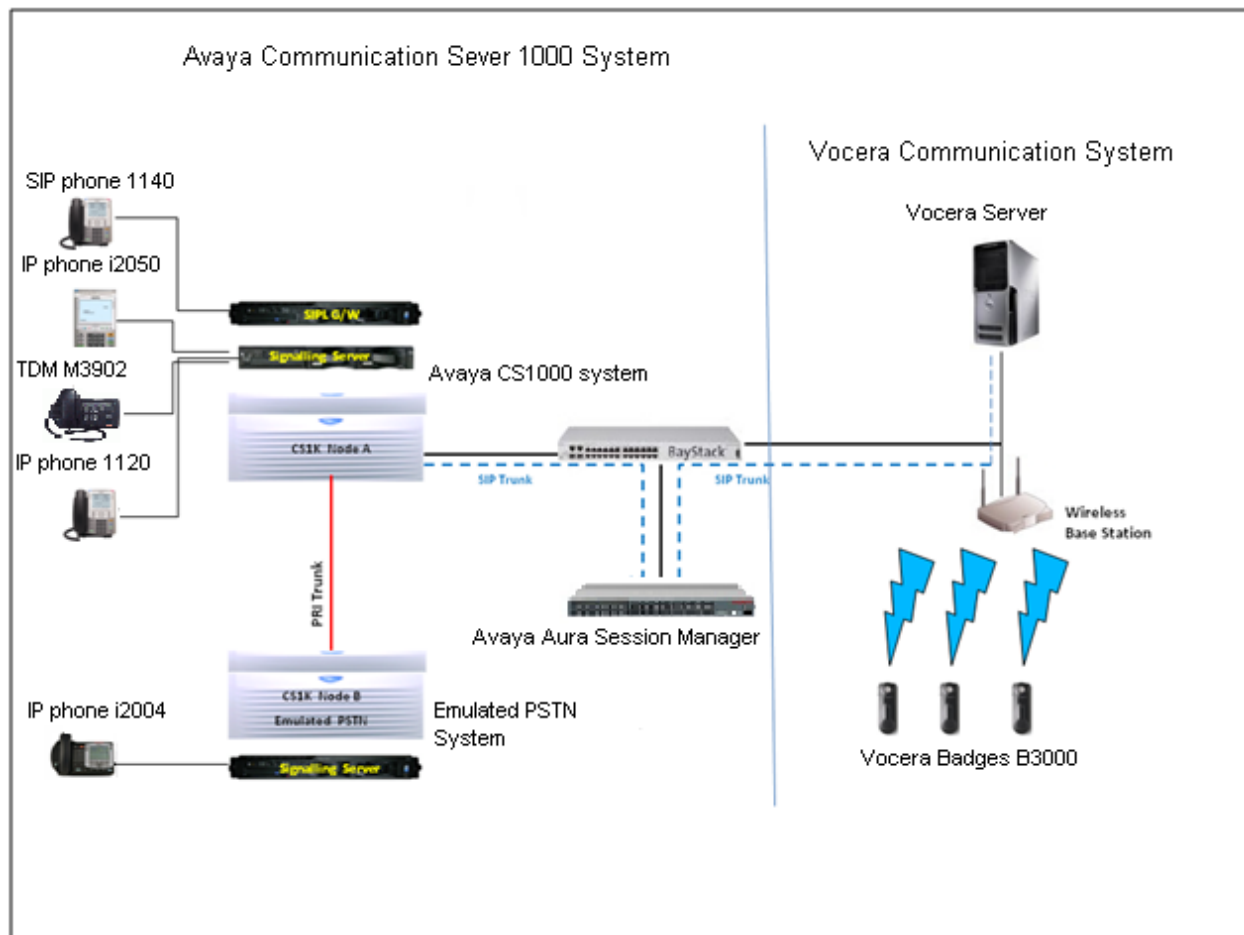 Avaya Communication Sever 1000 System
Vocera Communication System
SIP phone 1140
Vocera Server
IP phone i2050
SIPL G/W
Signalling Server
TDM M3902
Avaya CS1000 system
CS1K Node A
BayStack
IP phone 1120
SIP Trunk
SIP Trunk
Wireless
Base Station
PRI Trunk
Avaya Aura Session Manager
CS1K Node B
Emulated PSTN
IP phone i2004
Emulated PSTN
System
Signalling Server
Vocera Badges B3000